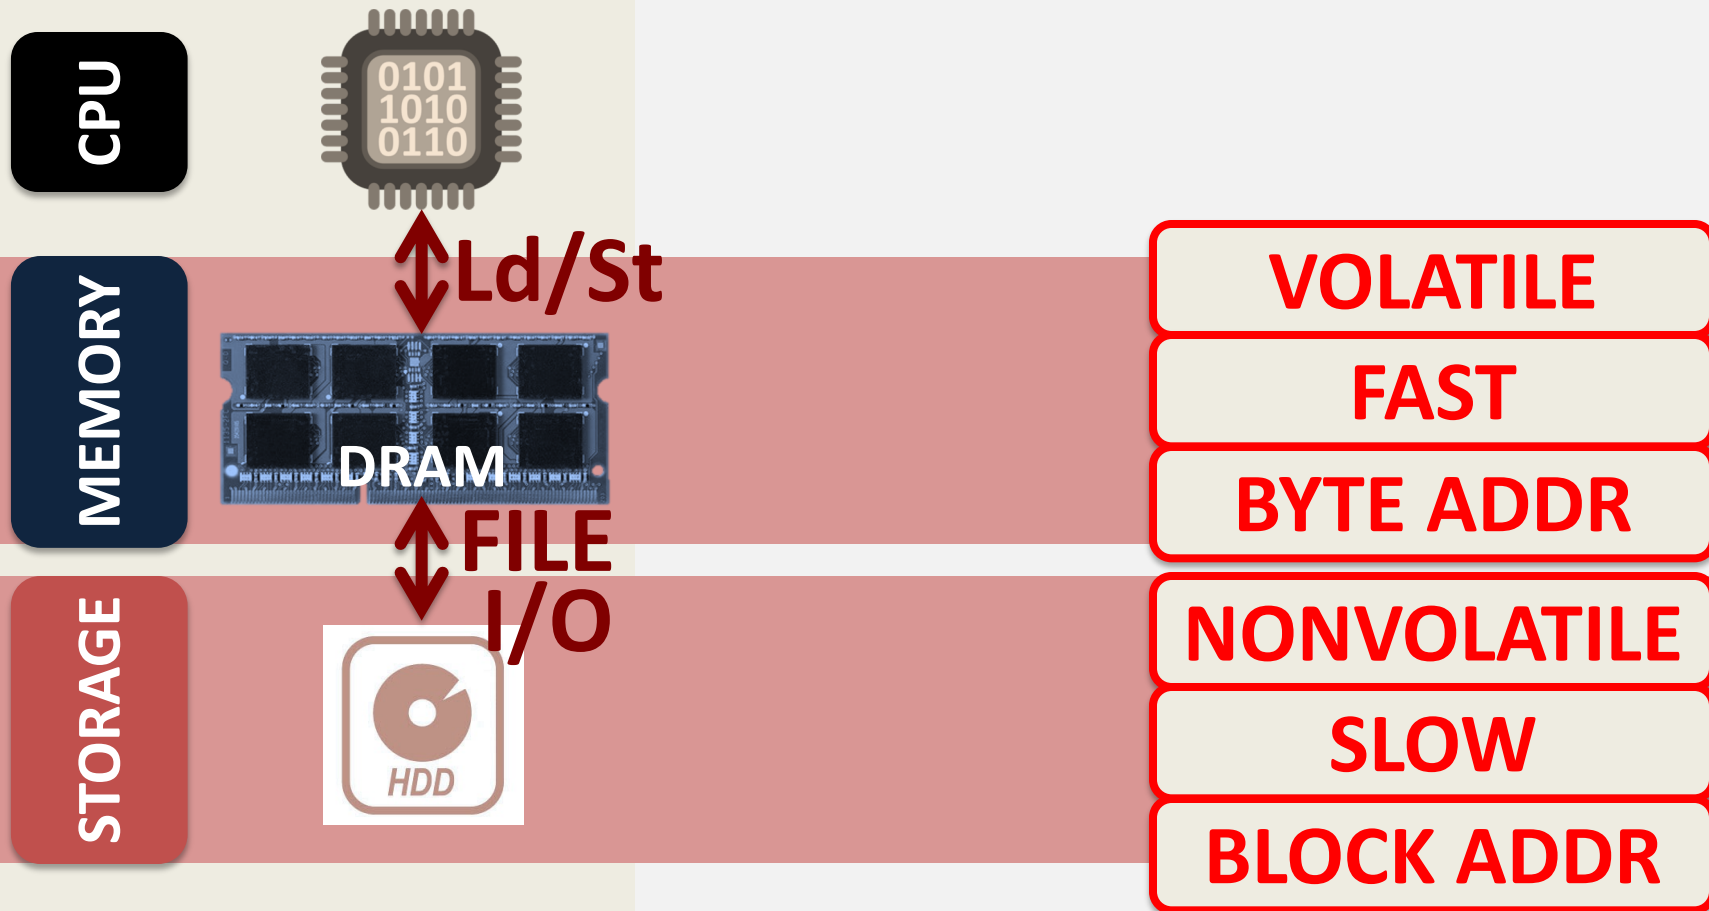 CPU
0101
1010
0110
Ld/St
MEMORY
DRAM
VOLATILE
FAST
BYTE ADDR
FILE
I/O
STORAGE
HDD
NONVOLATILE
SLOW
BLOCK ADDR